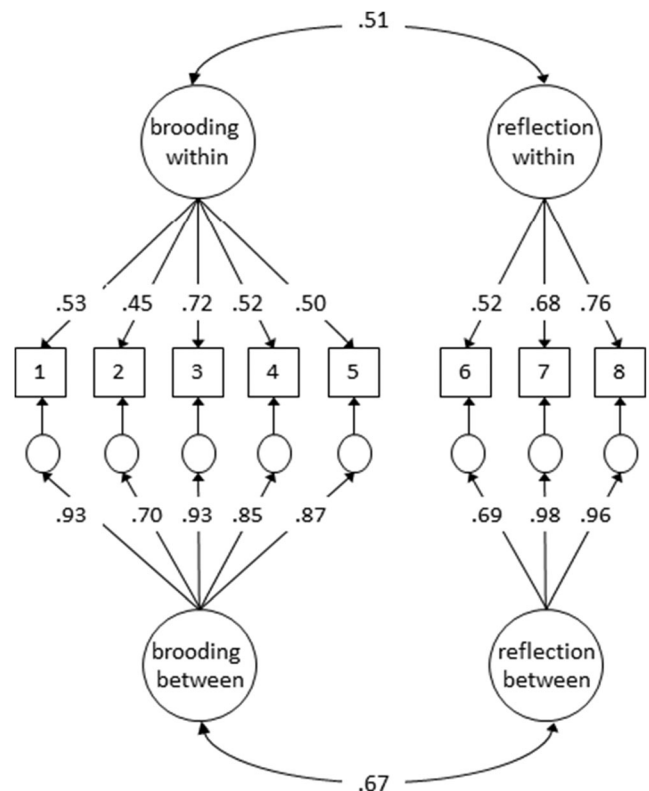 .51
brooding
within
reflection
within
.53 .45 .72 .52 .50 .52 .68 .76
1 2 3 4 5 6 7 8
.93 .70 .93 .85 .87 .69 .98 .96
brooding
between
reflection
between
.67